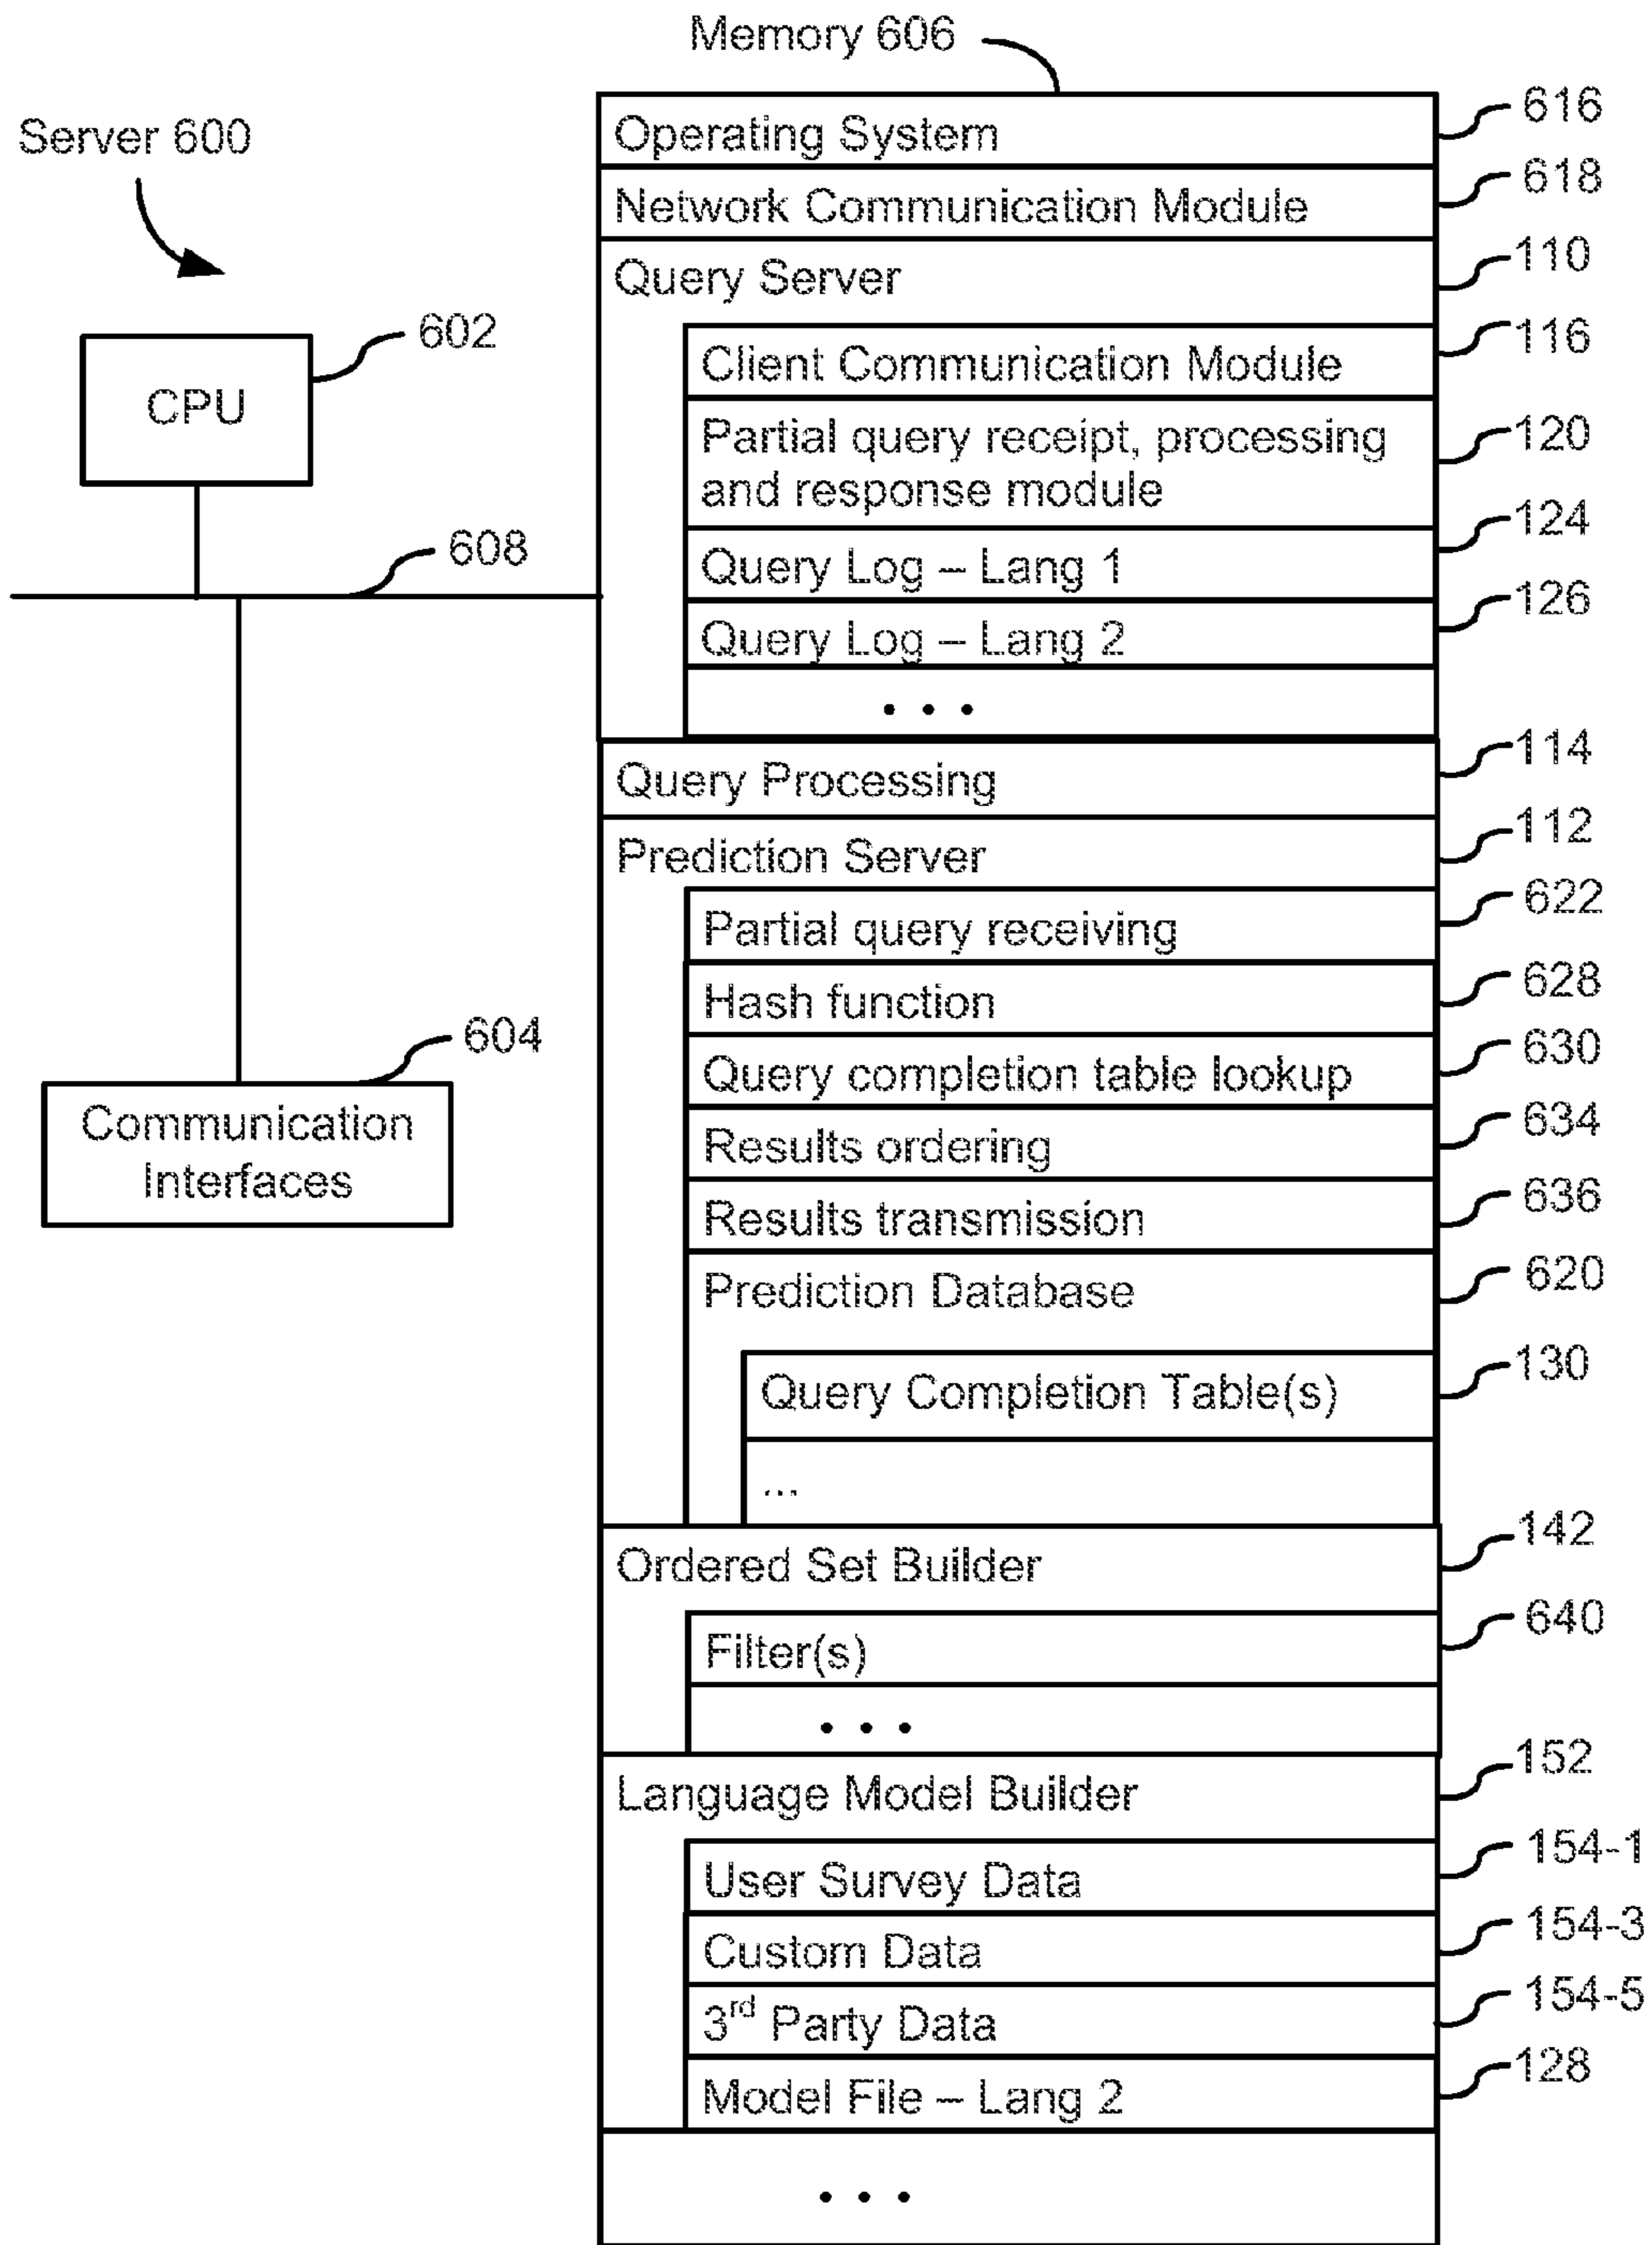 Memory 606
Server 600
Operating System 616
Network Communication Module 618
Query Server 110
Client Communication Module 116
602
CPU
Partial query receipt, processing 120
and response module
Query Log – Lang 1 124
608
Query Log – Lang 2 126
• • •
Query Processing 114
Prediction Server 112
Partial query receiving 622
Hash function 628
Query completion table lookup 630
604
Communication
Interfaces
Results ordering 634
Results transmission 636
Prediction Database 620
Query Completion Table(s) 130
...
Ordered Set Builder 142
Filter(s) 640
• • •
Language Model Builder 152
User Survey Data 154-1
Custom Data 154-3
3rd Party Data 154-5
Model File – Lang 2 128
• • •